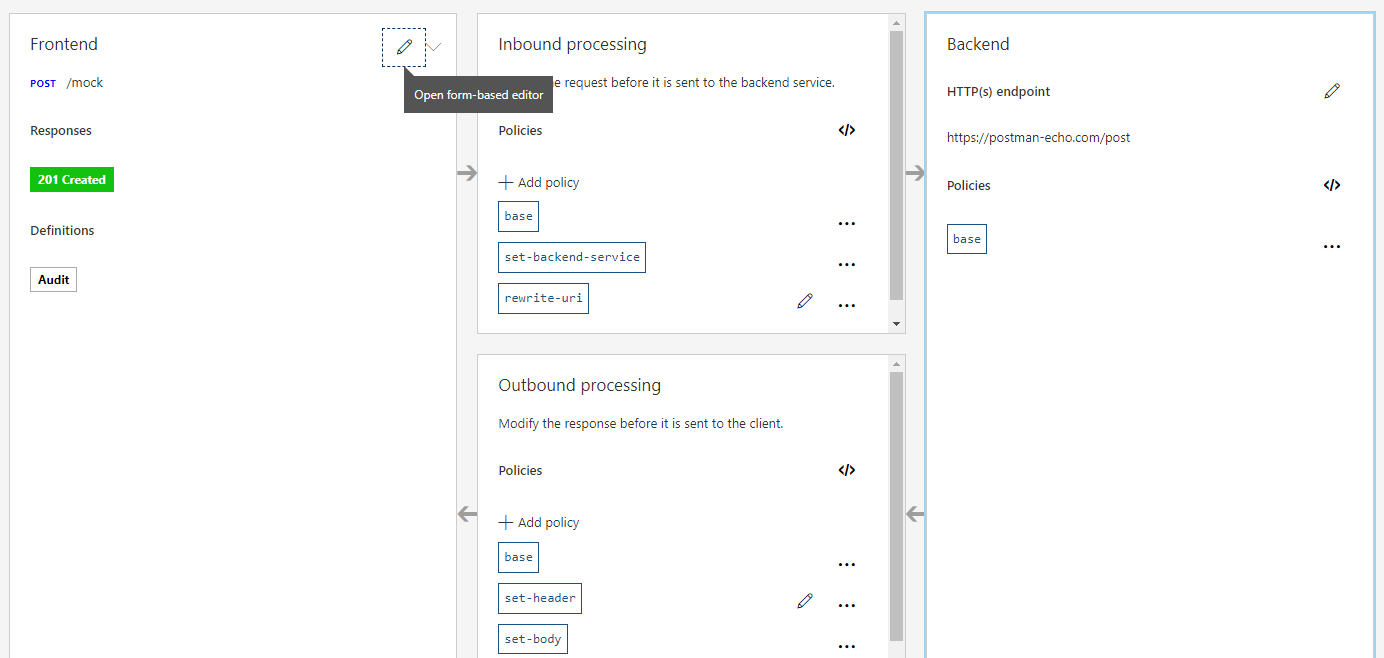 Frontend
POST /mock
Open form-based editor
Responses
201 Created
Definitions
Audit
Inbound processing
request before it is sent to the backend service.
Policies
</>
+ Add policy
base
...
set-backend-service
...
rewrite-uri
...
Outbound processing
Modify the response before it is sent to the client.
Policies
</>
+ Add policy
base
...
set-header
...
set-body
...
Backend
HTTP(s) endpoint
https://postman-echo.com/post
Policies
</>
base
...